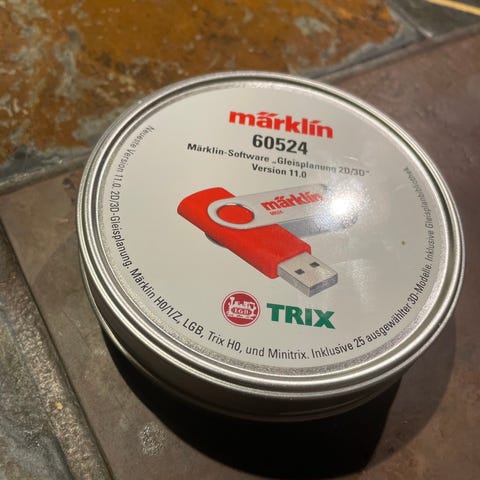 märklin
60524
Märklin-Software „Gleisplanung 2D/3D“
Version 11.0
märklin
LGB
TRIX
Neueste Version 11.0. 2D/3D-Gleisplanung. Märklin H0/1/Z, LGB, Trix H0, und Minitrix. Inklusive 25 ausgewählter 3D-Modelle. Inklusive Gleisplanbibliothek